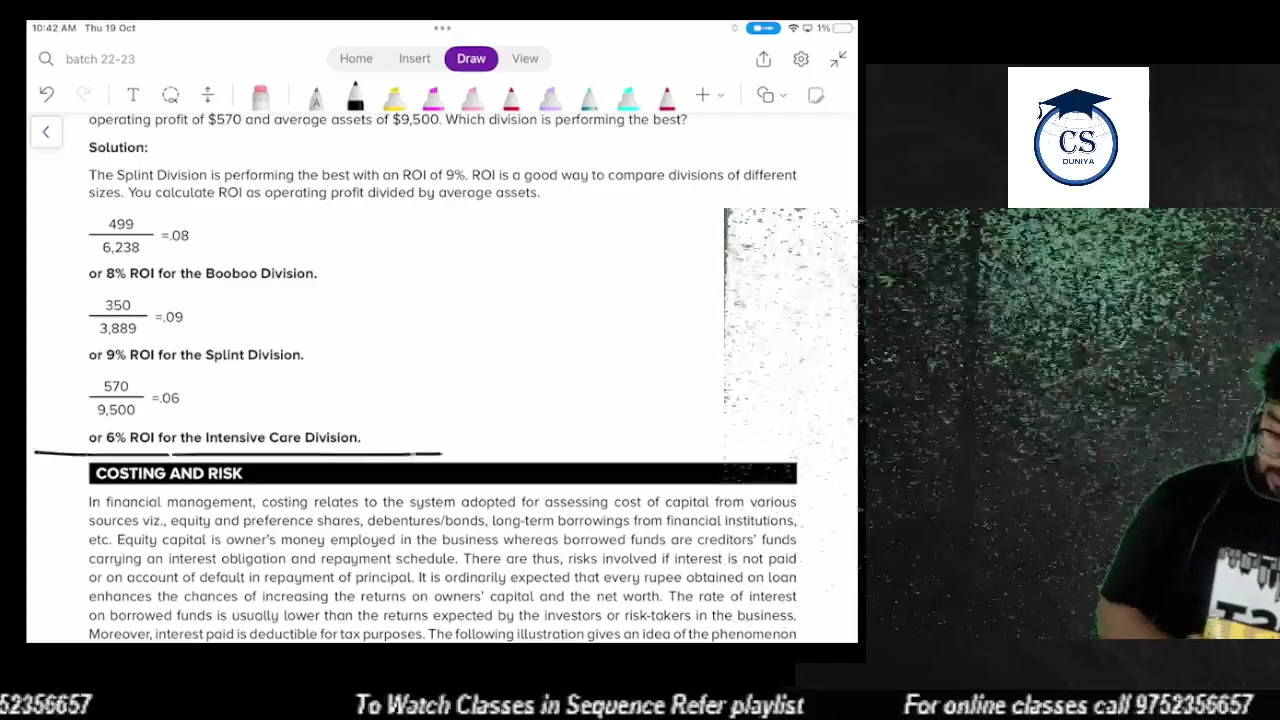 10:42 AM Thu 19 Oct
1%
batch 22-23
Home Insert Draw View
operating profit of $570 and average assets of $9,500. Which division is performing the best?
Solution:
The Splint Division is performing the best with an ROI of 9%. ROI is a good way to compare divisions of different
sizes. You calculate ROI as operating profit divided by average assets.
499
6,238
=.08
or 8% ROI for the Booboo Division.
350
3,889
=.09
or 9% ROI for the Splint Division.
570
9,500
=.06
or 6% ROI for the Intensive Care Division.
COSTING AND RISK
In financial management, costing relates to the system adopted for assessing cost of capital from various
sources viz., equity and preference shares, debentures/bonds, long-term borrowings from financial institutions,
etc. Equity capital is owner's money employed in the business whereas borrowed funds are creditors' funds
carrying an interest obligation and repayment schedule. There are thus, risks involved if interest is not paid
or on account of default in repayment of principal. It is ordinarily expected that every rupee obtained on loan
enhances the chances of increasing the returns on owners' capital and the net worth. The rate of interest
on borrowed funds is usually lower than the returns expected by the investors or risk-takers in the business.
Moreover, interest paid is deductible for tax purposes. The following illustration gives an idea of the phenomenon
CS
DUNIYA
52356657 To Watch Classes in Sequence Refer playlist For online classes call 9752356657